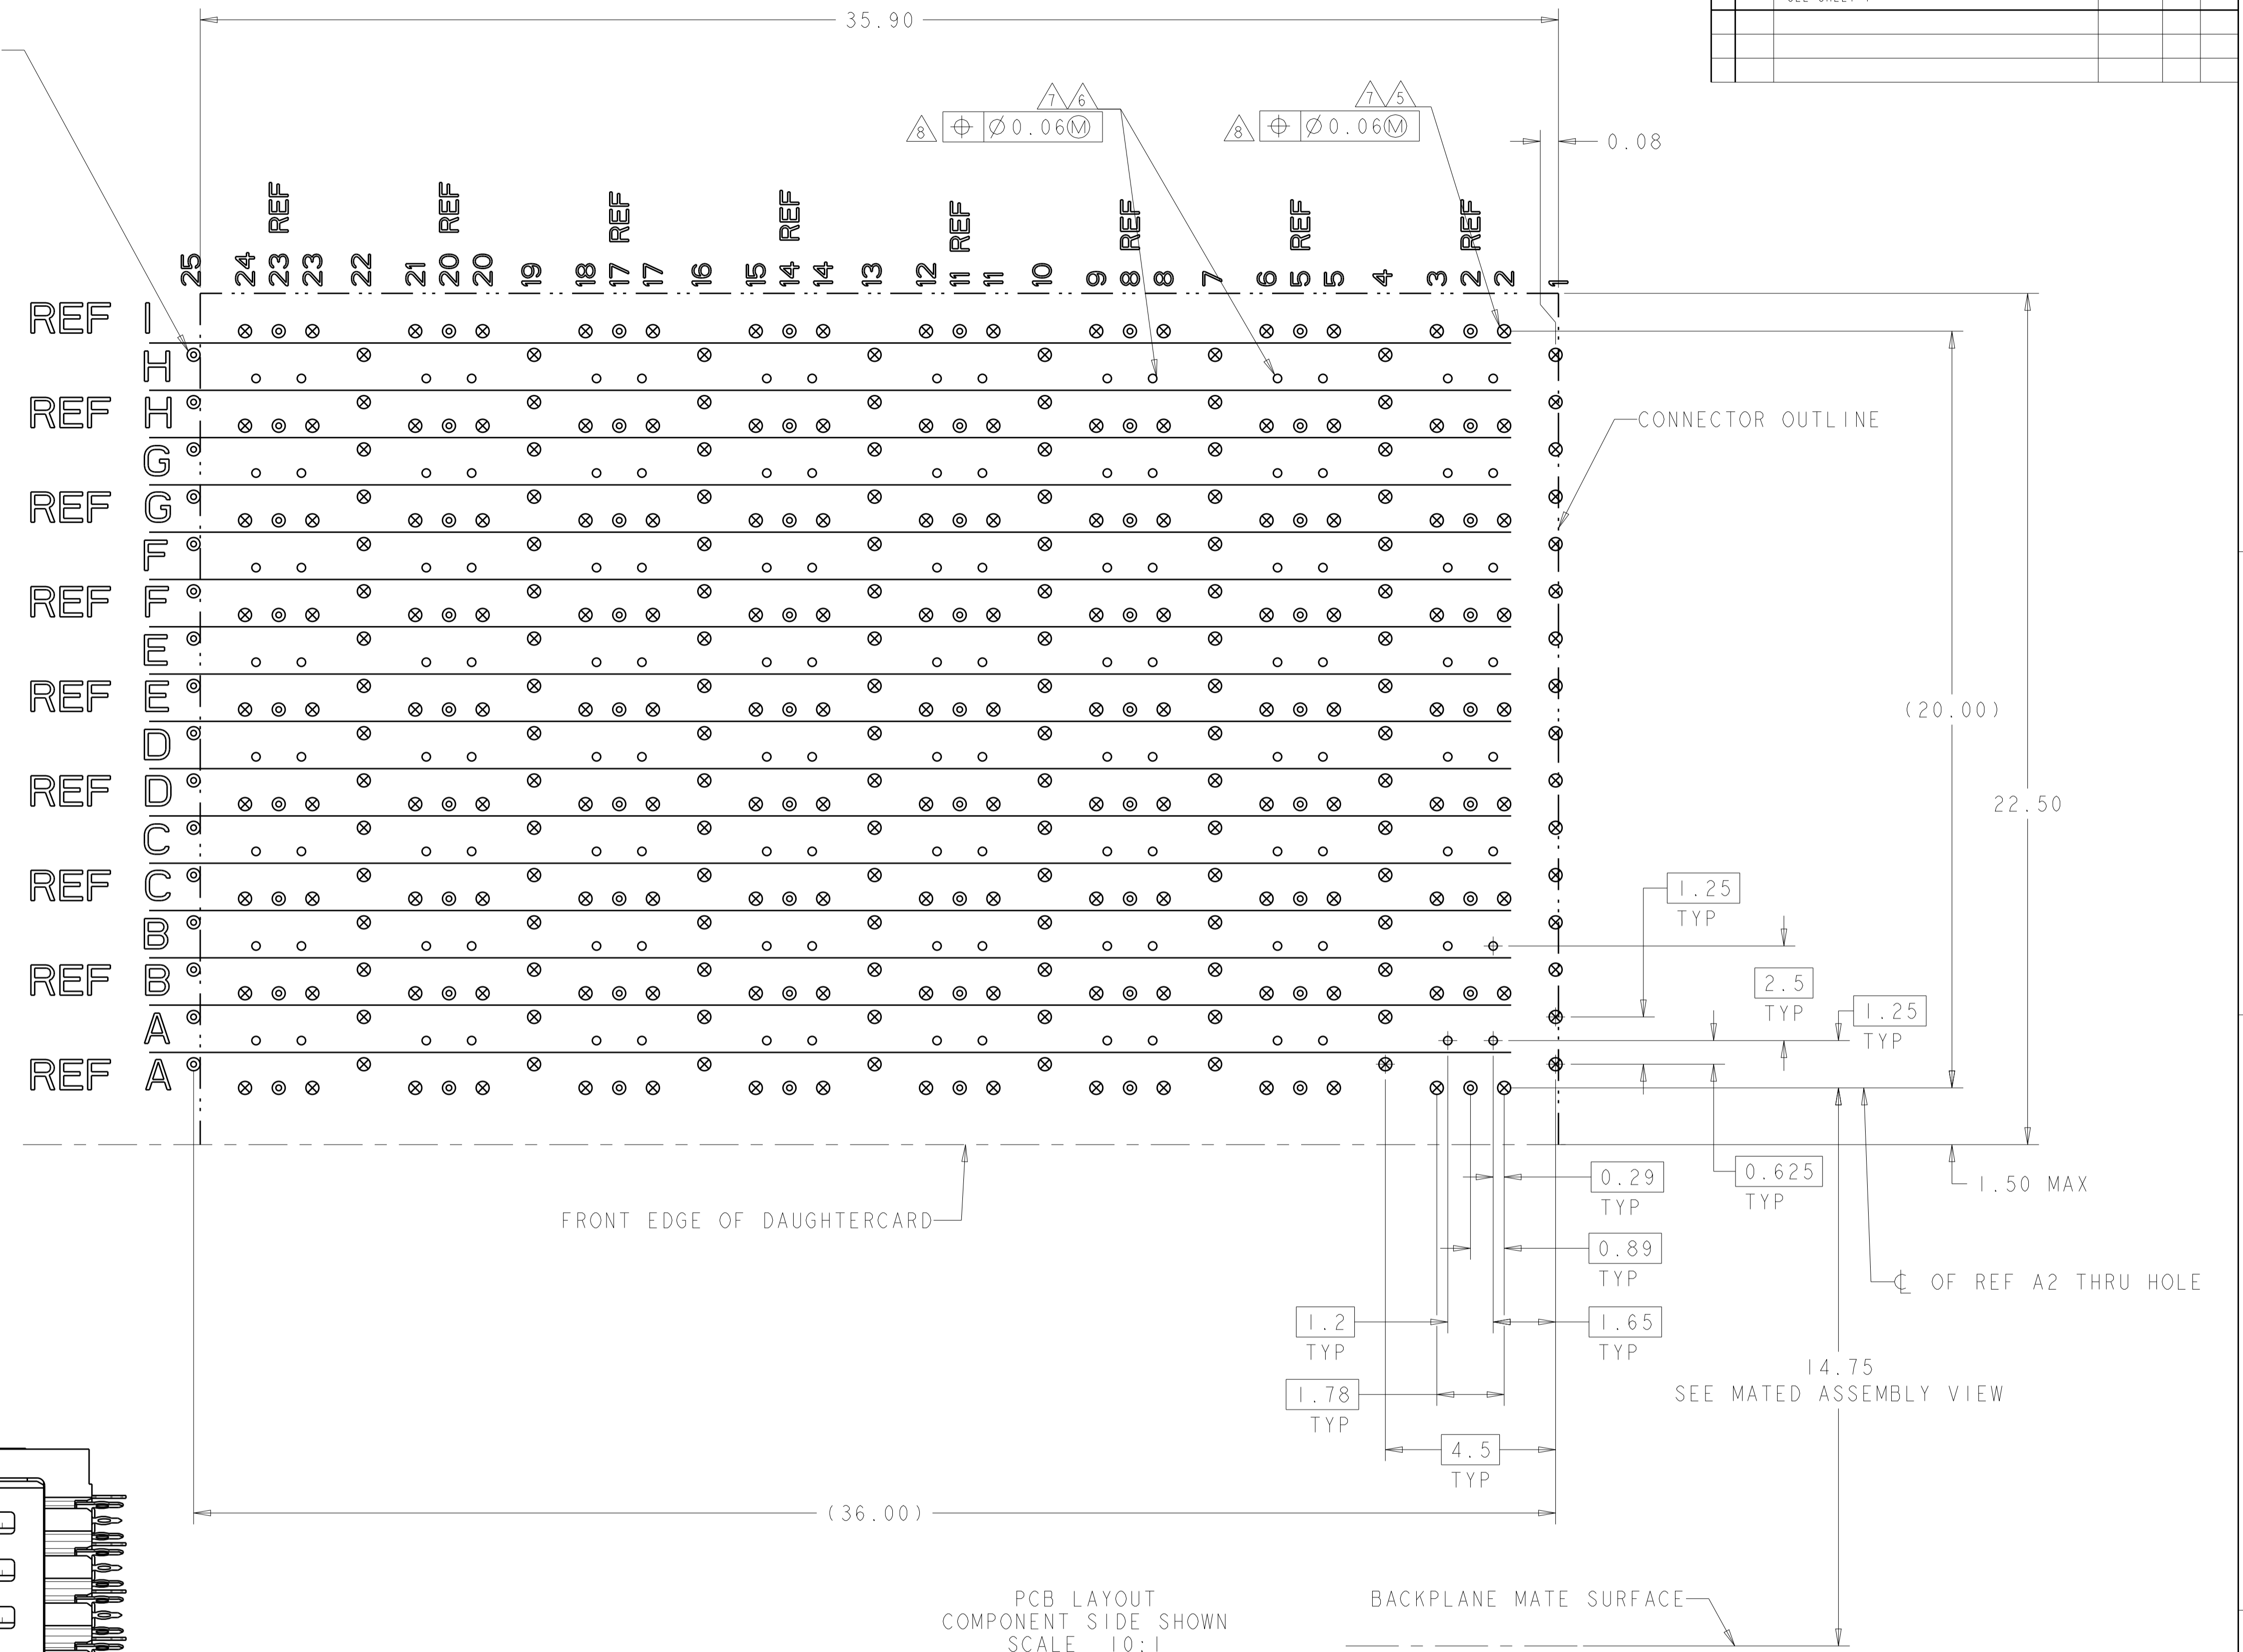 35.90
7 6
8 ⌖ ∅0.06Ⓜ
7 5
8 ⌖ ∅0.06Ⓜ
0.08
REF REF REF REF REF REF REF REF
25 24 23 23 22 21 20 20 19 18 17 17 16 15 14 14 13 12 11 11 10 9 8 8 7 6 5 5 4 3 2 2 1
REF I
H
REF H
CONNECTOR OUTLINE
G
REF G
F
REF F
E
REF E
(20.00)
D
REF D
22.50
C
REF C
1.25
TYP
B
REF B
2.5
TYP
1.25
TYP
A
REF A
0.29
TYP
0.625
TYP
1.50 MAX
FRONT EDGE OF DAUGHTERCARD
0.89
TYP
℄ OF REF A2 THRU HOLE
1.2
TYP
1.65
TYP
14.75
SEE MATED ASSEMBLY VIEW
1.78
TYP
4.5
TYP
(36.00)
PCB LAYOUT
COMPONENT SIDE SHOWN
SCALE 10:1
BACKPLANE MATE SURFACE